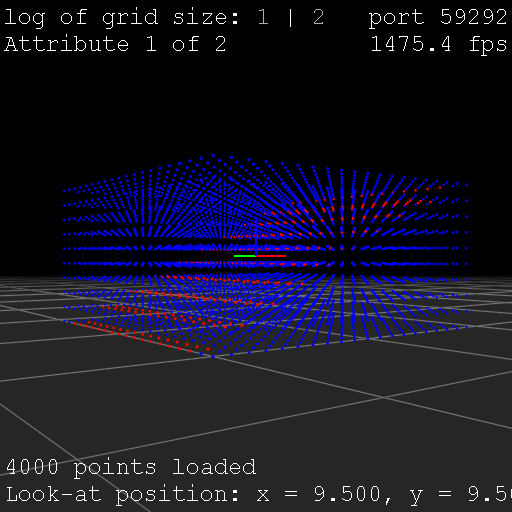 log of grid size: 1 | 2 port 59292
Attribute 1 of 2 1475.4 fps
4000 points loaded
Look-at position: x = 9.500, y = 9.50